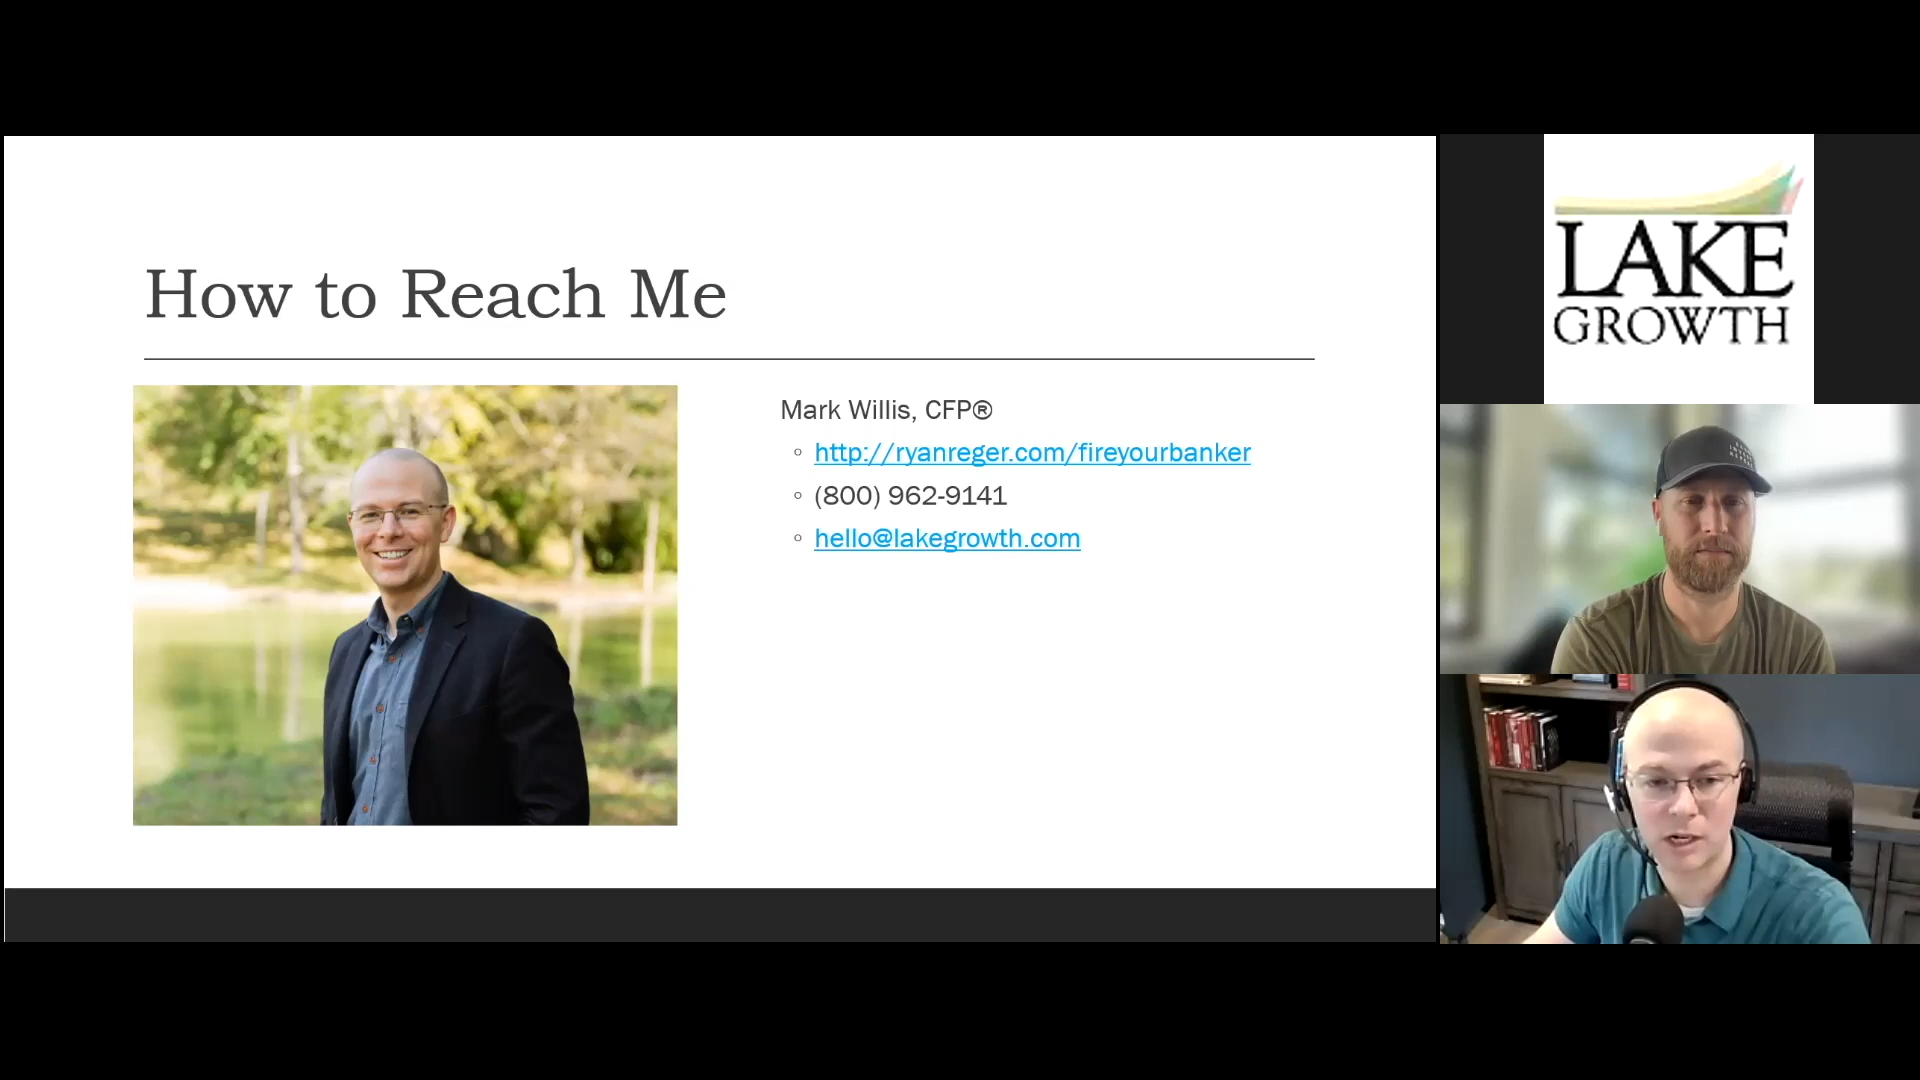 How to Reach Me
Mark Willis, CFP®
http://ryanreger.com/fireyourbanker
(800) 962-9141
hello@lakegrowth.com
LAKE
GROWTH